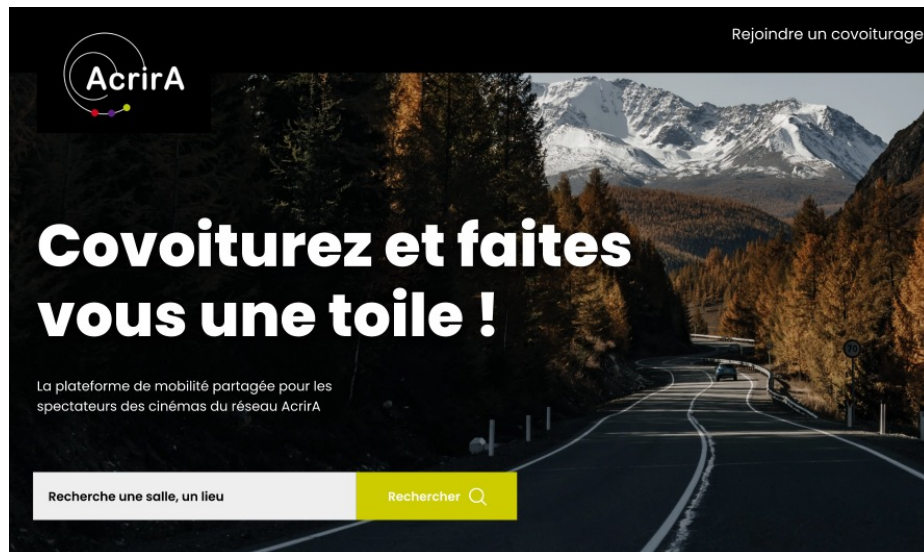 Rejoindre un covoiturage
AcrirA
Covoiturez et faites
vous une toile !
La plateforme de mobilité partagée pour les
spectateurs des cinémas du réseau AcrirA
Recherche une salle, un lieu
Rechercher